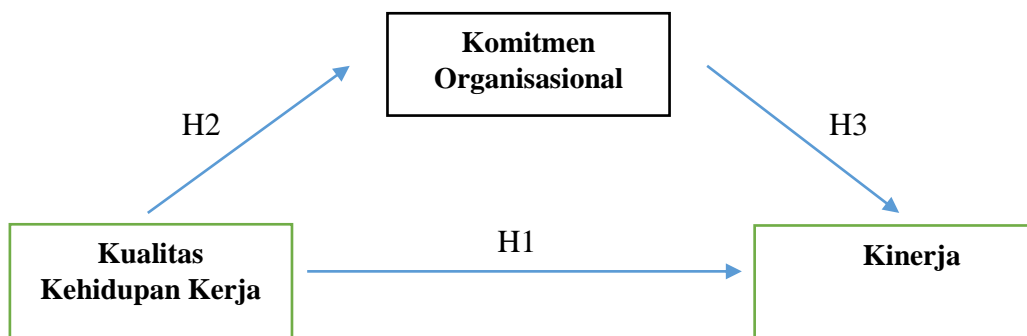 Komitmen
Organisasional
H2
H3
H1
Kualitas
Kehidupan Kerja
Kinerja